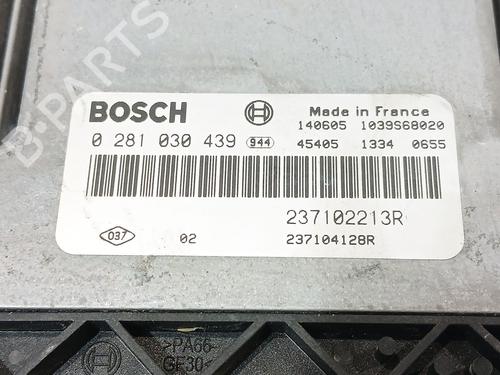 B-PARTS
BOSCH
Made in France
140605 1039S68020
0 281 030 439 944 45405 1334 0655
237102213R
037 02 237104128R
>PA66-
GF30<